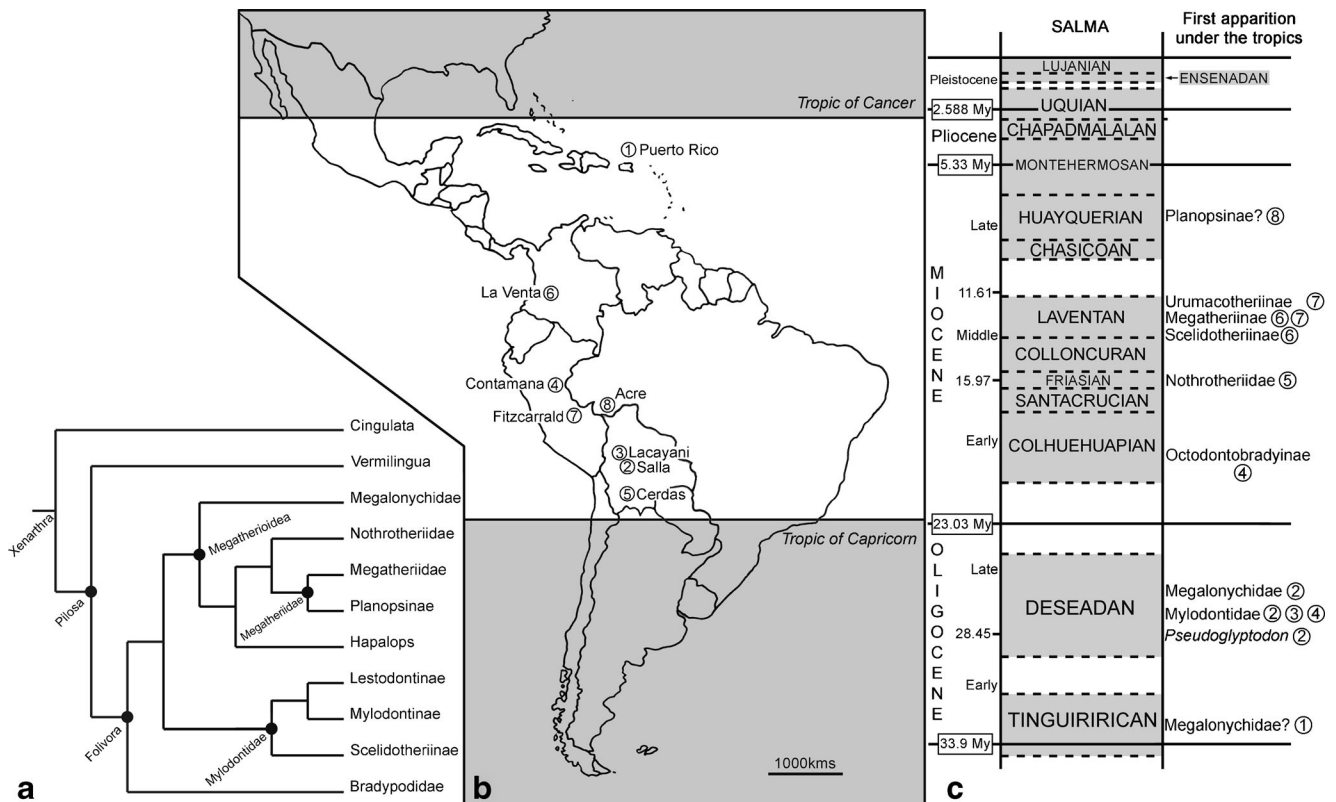 Cingulata
Vermilingua
Megalonychidae
Nothrotheriidae
Megatheriidae
Planopsinae
Hapalops
Lestodontinae
Mylodontinae
Scelidotheriinae
Bradypodidae
Xenarthra
Pilosa
Folivora
Megatherioidea
Megatheriidae
Mylodontidae
a
Tropic of Cancer
① Puerto Rico
La Venta ⑥
Contamana ④
Acre
⑧
Fitzcarrald ⑦
③ Lacayani
② Salla
⑤ Cerdas
Tropic of Capricorn
1000kms
b
SALMA
First apparition
under the tropics
LUJANIAN
Pleistocene
ENSENADAN
2.588 My
UQUIAN
Pliocene
CHAPADMALALAN
5.33 My
MONTEHERMOSAN
Late
HUAYQUERIAN
Planopsinae? ⑧
CHASICOAN
MIOCENE
11.61
Urumacotheriinae ⑦
LAVENTAN
Megatheriinae ⑥ ⑦
Middle
Scelidotheriinae ⑥
COLLONCURAN
15.97
FRIASIAN
Nothrotheriidae ⑤
SANTACRUCIAN
Early
COLHUEHUAPIAN
Octodontobradyinae
④
23.03 My
OLIGOCENE
Late
DESEADAN
Megalonychidae ②
Mylodontidae ② ③ ④
28.45
Pseudoglyptodon ②
Early
TINGUIRIRICAN
Megalonychidae? ①
33.9 My
c